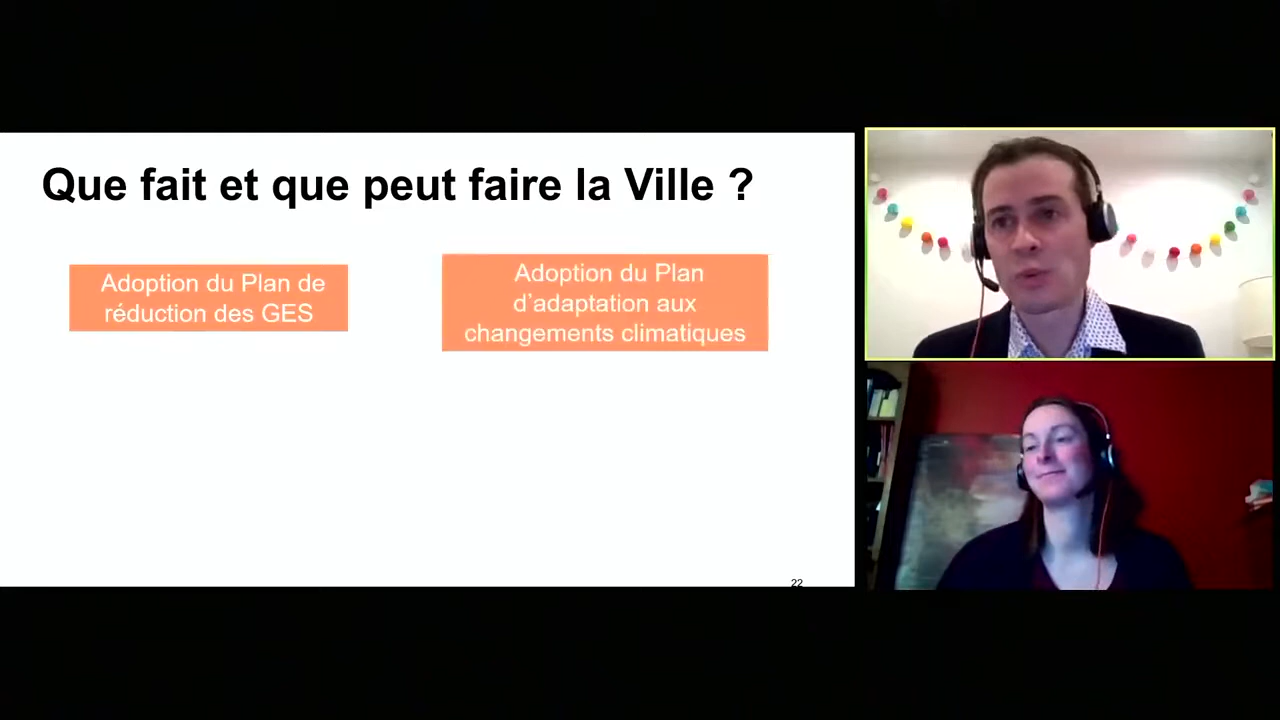 Que fait et que peut faire la Ville ?
Adoption du Plan de
réduction des GES
Adoption du Plan
d’adaptation aux
changements climatiques
22